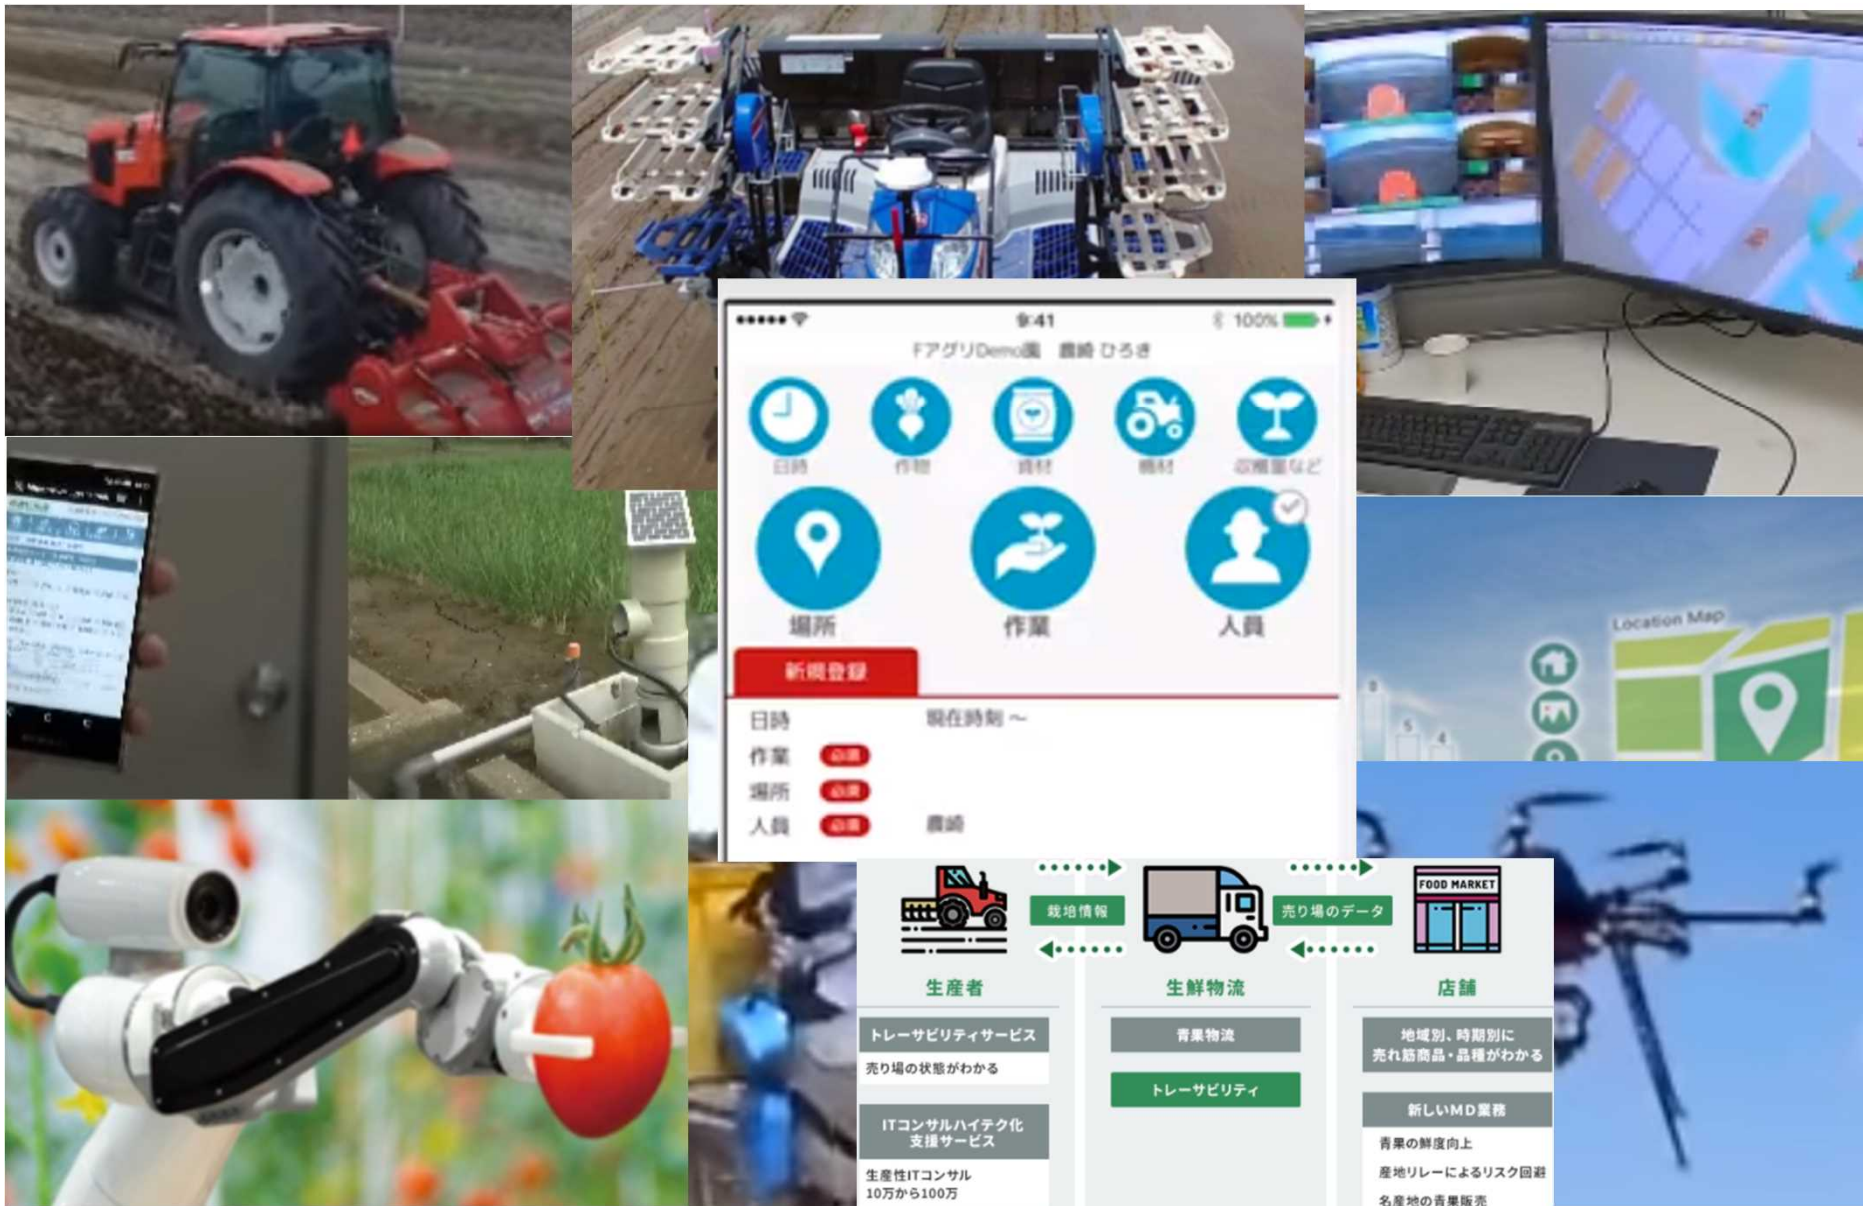 9:41
100%
FアグリDemo園 農崎 ひろき
日時
作物
資材
機材
収穫量など
場所
作業
人員
新規登録
日時 現在時刻 ～
作業 必須
場所 必須
人員 必須 農崎
Location Map
8
5
4
FOOD MARKET
栽培情報
売り場のデータ
生産者
生鮮物流
店舗
トレーサビリティサービス
売り場の状態がわかる
ITコンサルハイテク化
支援サービス
生産性ITコンサル
10万から100万
青果物流
トレーサビリティ
地域別、時期別に
売れ筋商品・品種がわかる
新しいMD業務
青果の鮮度向上
産地リレーによるリスク回避
名産地の青果販売